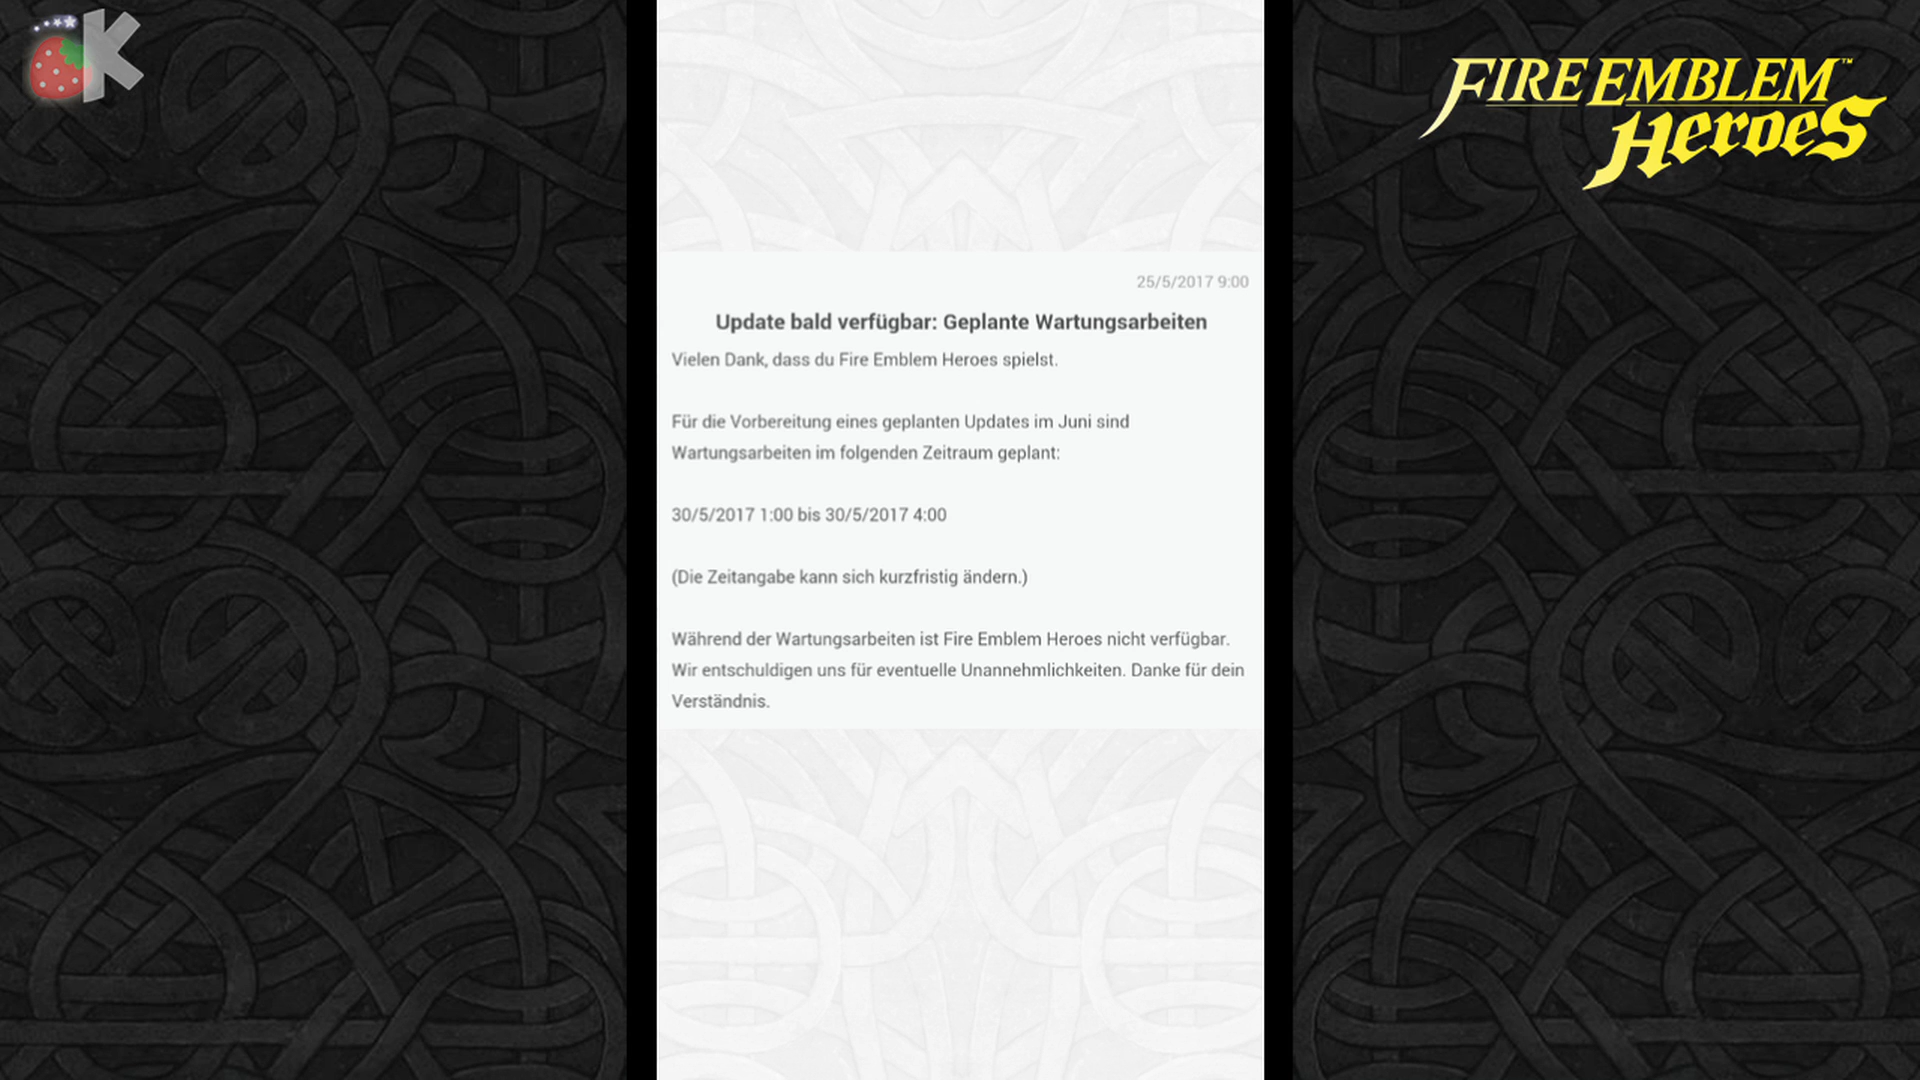 K
FIRE EMBLEM™
Heroes
25/5/2017 9:00
Update bald verfügbar: Geplante Wartungsarbeiten
Vielen Dank, dass du Fire Emblem Heroes spielst.
Für die Vorbereitung eines geplanten Updates im Juni sind
Wartungsarbeiten im folgenden Zeitraum geplant:
30/5/2017 1:00 bis 30/5/2017 4:00
(Die Zeitangabe kann sich kurzfristig ändern.)
Während der Wartungsarbeiten ist Fire Emblem Heroes nicht verfügbar.
Wir entschuldigen uns für eventuelle Unannehmlichkeiten. Danke für dein
Verständnis.